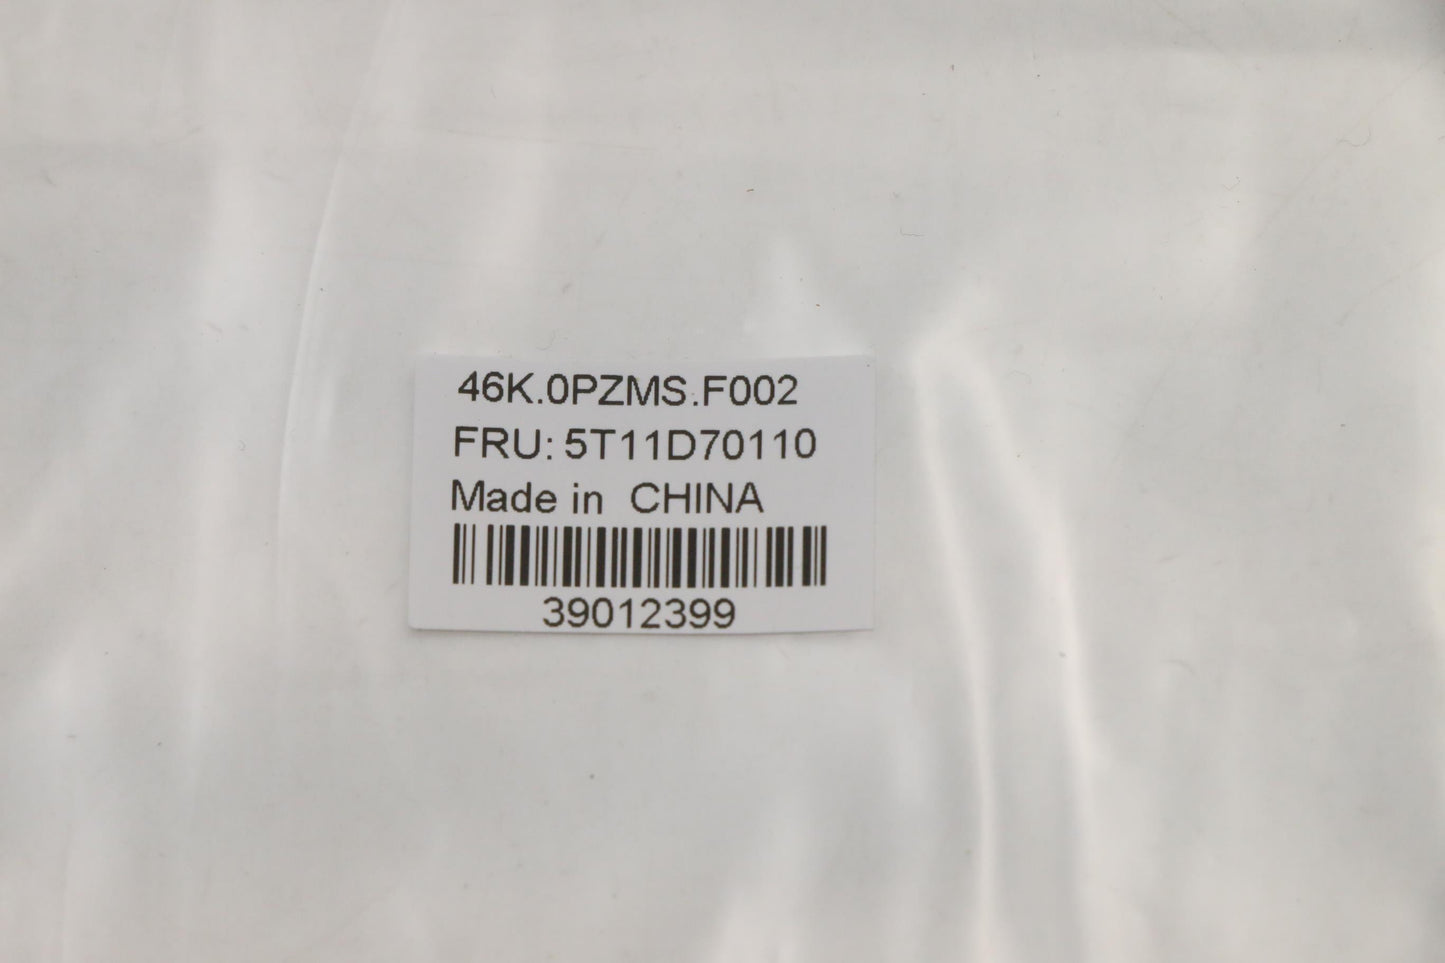 46K.0PZMS.F002
FRU: 5T11D70110
Made in CHINA
39012399